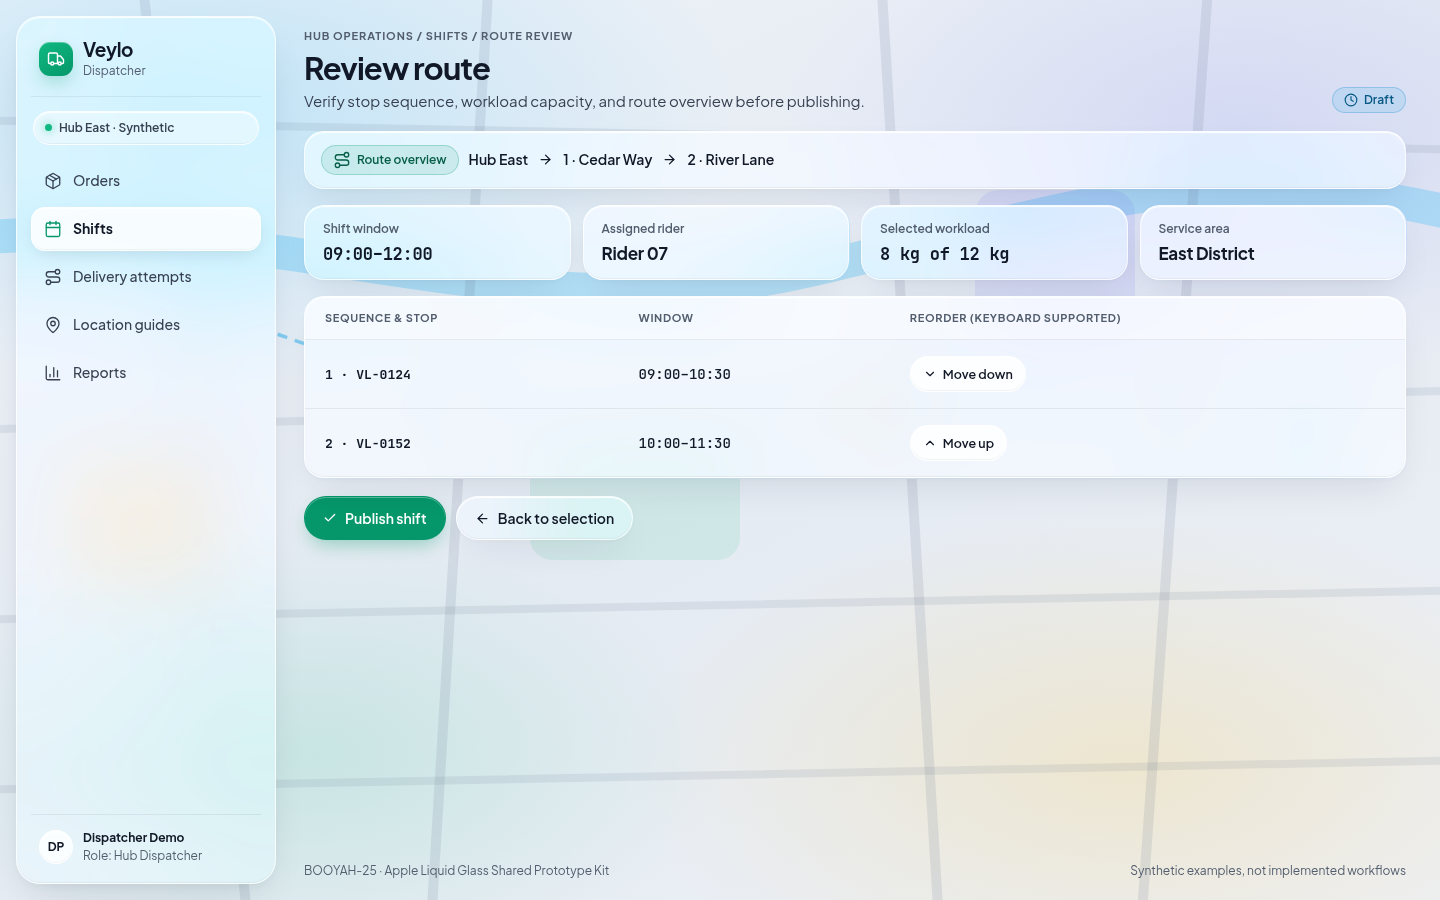 Veylo
Dispatcher
Hub East · Synthetic
Orders
Shifts
Delivery attempts
Location guides
Reports
DP
Dispatcher Demo
Role: Hub Dispatcher
HUB OPERATIONS / SHIFTS / ROUTE REVIEW
Review route
Verify stop sequence, workload capacity, and route overview before publishing.
Draft
Route overview Hub East → 1 · Cedar Way → 2 · River Lane
Shift window
09:00–12:00
Assigned rider
Rider 07
Selected workload
8 kg of 12 kg
Service area
East District
SEQUENCE & STOP WINDOW REORDER (KEYBOARD SUPPORTED)
1 · VL-0124 09:00–10:30 Move down
2 · VL-0152 10:00–11:30 Move up
Publish shift Back to selection
BOOYAH-25 · Apple Liquid Glass Shared Prototype Kit
Synthetic examples, not implemented workflows